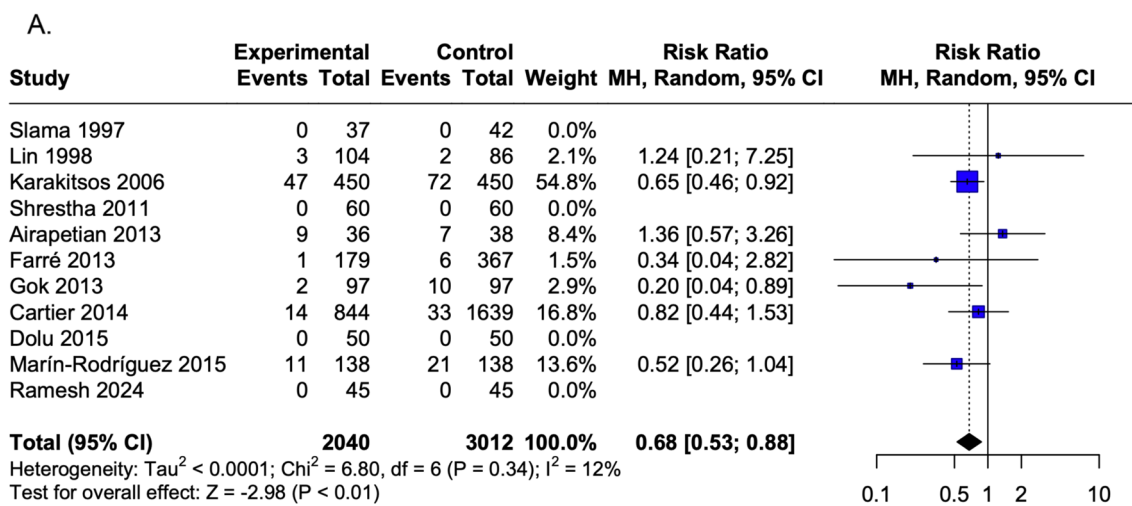 A.
Experimental Control Risk Ratio Risk Ratio
Study Events Total Events Total Weight MH, Random, 95% CI MH, Random, 95% CI
Slama 1997 0 37 0 42 0.0%
Lin 1998 3 104 2 86 2.1% 1.24 [0.21; 7.25]
Karakitsos 2006 47 450 72 450 54.8% 0.65 [0.46; 0.92]
Shrestha 2011 0 60 0 60 0.0%
Airapetian 2013 9 36 7 38 8.4% 1.36 [0.57; 3.26]
Farré 2013 1 179 6 367 1.5% 0.34 [0.04; 2.82]
Gok 2013 2 97 10 97 2.9% 0.20 [0.04; 0.89]
Cartier 2014 14 844 33 1639 16.8% 0.82 [0.44; 1.53]
Dolu 2015 0 50 0 50 0.0%
Marín-Rodríguez 2015 11 138 21 138 13.6% 0.52 [0.26; 1.04]
Ramesh 2024 0 45 0 45 0.0%
Total (95% CI) 2040 3012 100.0% 0.68 [0.53; 0.88]
Heterogeneity: Tau² < 0.0001; Chi² = 6.80, df = 6 (P = 0.34); I² = 12%
Test for overall effect: Z = -2.98 (P < 0.01)
0.1 0.5 1 2 10